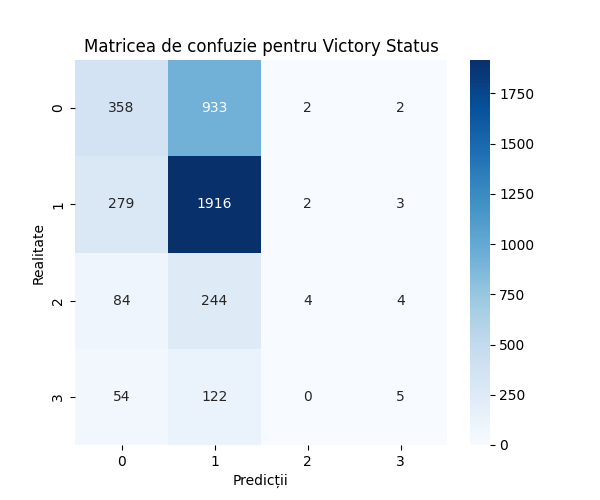 Matricea de confuzie pentru Victory Status
0 358 933 2 2
1 279 1916 2 3
2 84 244 4 4
3 54 122 0 5
0 1 2 3
Realitate
Predicții
1750
1500
1250
1000
750
500
250
0